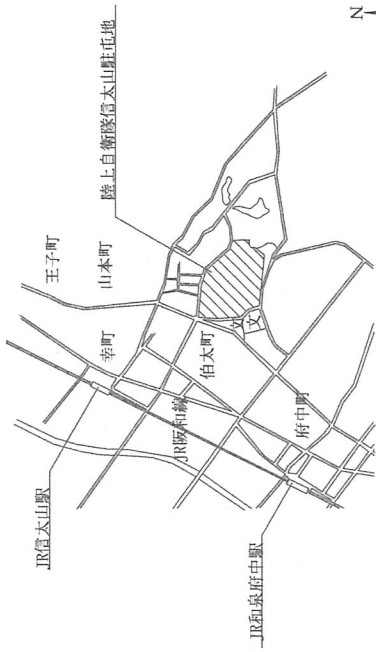 王子町
山本町
幸町
陸上自衛隊信太山駐屯地
JR信太山駅
伯太町
JR阪和線
府中町
JR和泉府中駅
文
文
N